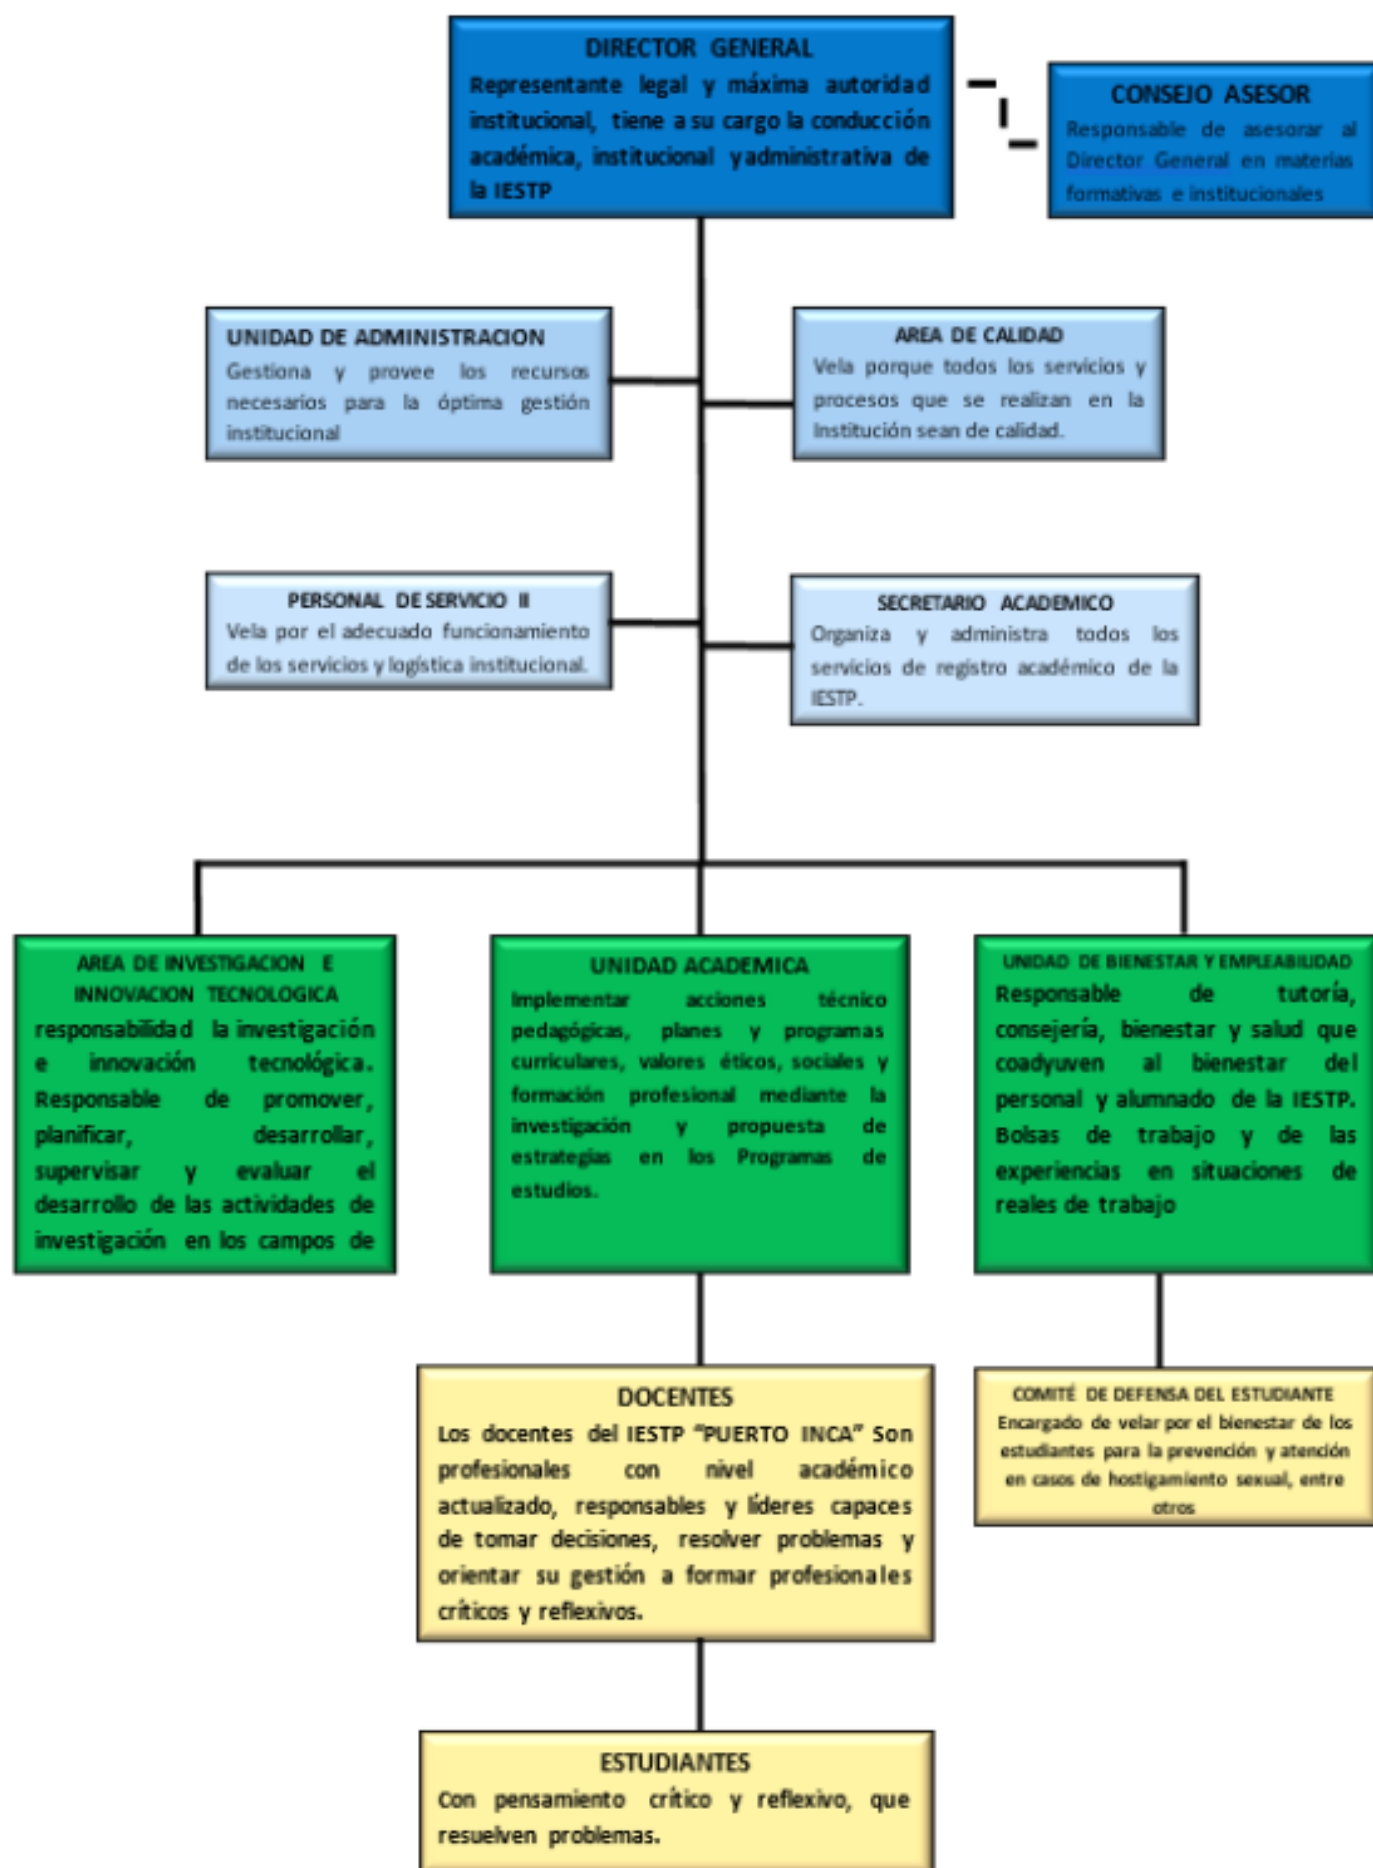 DIRECTOR GENERAL
Representante legal y máxima autoridad
institucional, tiene a su cargo la conducción
académica, institucional yadministrativa de
la IESTP
CONSEJO ASESOR
Responsable de asesorar al
Director General en materias
formativas e institucionales
UNIDAD DE ADMINISTRACION
Gestiona y provee los recursos
necesarios para la óptima gestión
institucional
AREA DE CALIDAD
Vela porque todos los servicios y
procesos que se realizan en la
Institución sean de calidad.
PERSONAL DE SERVICIO II
Vela por el adecuado funcionamiento
de los servicios y logística institucional.
SECRETARIO ACADEMICO
Organiza y administra todos los
servicios de registro académico de la
IESTP.
AREA DE INVESTIGACION E
INNOVACION TECNOLOGICA
responsabilidad la investigación
e innovación tecnológica.
Responsable de promover,
planificar, desarrollar,
supervisar y evaluar el
desarrollo de las actividades de
investigación en los campos de
UNIDAD ACADEMICA
Implementar acciones técnico
pedagógicas, planes y programas
curriculares, valores éticos, sociales y
formación profesional mediante la
investigación y propuesta de
estrategias en los Programas de
estudios.
UNIDAD DE BIENESTAR Y EMPLEABILIDAD
Responsable de tutoría,
consejería, bienestar y salud que
coadyuven al bienestar del
personal y alumnado de la IESTP.
Bolsas de trabajo y de las
experiencias en situaciones de
reales de trabajo
DOCENTES
Los docentes del IESTP “PUERTO INCA” Son
profesionales con nivel académico
actualizado, responsables y líderes capaces
de tomar decisiones, resolver problemas y
orientar su gestión a formar profesionales
críticos y reflexivos.
COMITÉ DE DEFENSA DEL ESTUDIANTE
Encargado de velar por el bienestar de los
estudiantes para la prevención y atención
en casos de hostigamiento sexual, entre
otros
ESTUDIANTES
Con pensamiento crítico y reflexivo, que
resuelven problemas.